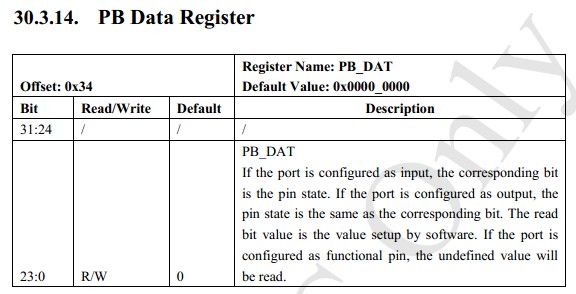 30.3.14. PB Data Register
Offset: 0x34
Register Name: PB_DAT
Default Value: 0x0000_0000
Bit Read/Write Default Description
31:24 / / /
23:0 R/W 0
PB_DAT
If the port is configured as input, the corresponding bit
is the pin state. If the port is configured as output, the
pin state is the same as the corresponding bit. The read
bit value is the value setup by software. If the port is
configured as functional pin, the undefined value will
be read.
Only